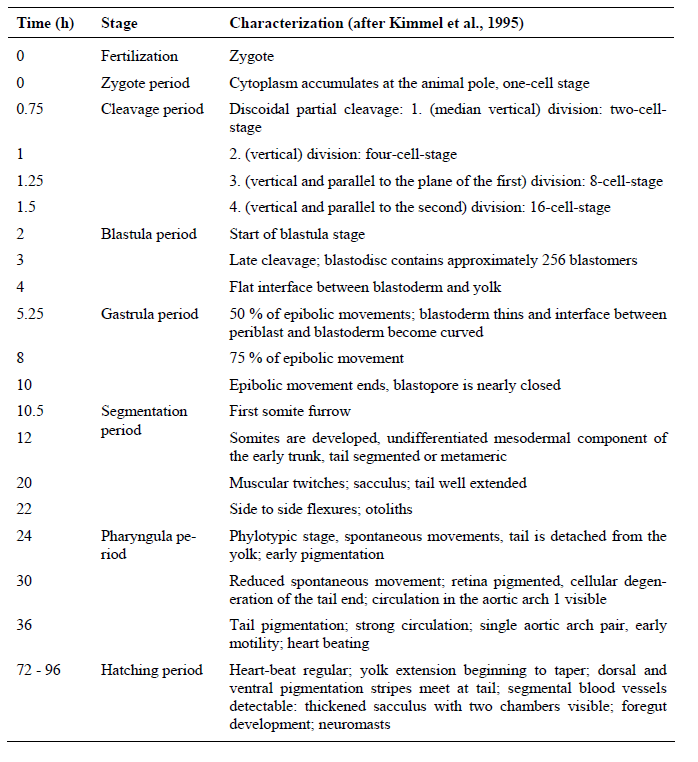 Time (h) Stage Characterization (after Kimmel et al., 1995)
0 Fertilization Zygote
0 Zygote period Cytoplasm accumulates at the animal pole, one-cell stage
0.75 Cleavage period Discoidal partial cleavage: 1. (median vertical) division: two-cell-
stage
1 2. (vertical) division: four-cell-stage
1.25 3. (vertical and parallel to the plane of the first) division: 8-cell-stage
1.5 4. (vertical and parallel to the second) division: 16-cell-stage
2 Blastula period Start of blastula stage
3 Late cleavage; blastodisc contains approximately 256 blastomers
4 Flat interface between blastoderm and yolk
5.25 Gastrula period 50 % of epibolic movements; blastoderm thins and interface between
periblast and blastoderm become curved
8 75 % of epibolic movement
10 Epibolic movement ends, blastopore is nearly closed
10.5 Segmentation First somite furrow
period
12 Somites are developed, undifferentiated mesodermal component of
the early trunk, tail segmented or metameric
20 Muscular twitches; sacculus; tail well extended
22 Side to side flexures; otoliths
24 Pharyngula pe- Phylotypic stage, spontaneous movements, tail is detached from the
riod yolk; early pigmentation
30 Reduced spontaneous movement; retina pigmented, cellular degen-
eration of the tail end; circulation in the aortic arch 1 visible
36 Tail pigmentation; strong circulation; single aortic arch pair, early
motility; heart beating
72 - 96 Hatching period Heart-beat regular; yolk extension beginning to taper; dorsal and
ventral pigmentation stripes meet at tail; segmental blood vessels
detectable: thickened sacculus with two chambers visible; foregut
development; neuromasts